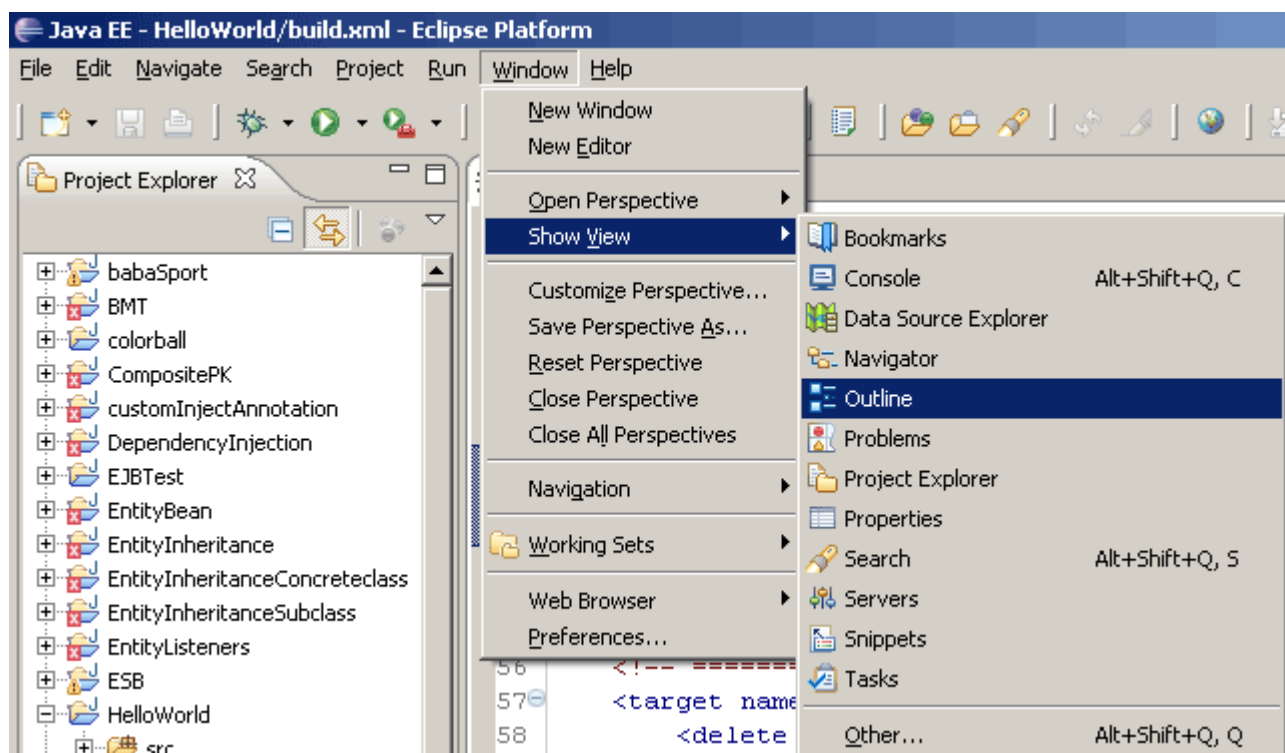 Java EE - HelloWorld/build.xml - Eclipse Platform
File Edit Navigate Search Project Run Window Help
Project Explorer
babaSport
BMT
colorball
CompositePK
customInjectAnnotation
DependencyInjection
EJBTest
EntityBean
EntityInheritance
EntityInheritanceConcreteclass
EntityInheritanceSubclass
EntityListeners
ESB
HelloWorld
src
New Window
New Editor
Open Perspective
Show View
Customize Perspective...
Save Perspective As...
Reset Perspective
Close Perspective
Close All Perspectives
Navigation
Working Sets
Web Browser
Preferences...
Bookmarks
Console Alt+Shift+Q, C
Data Source Explorer
Navigator
Outline
Problems
Project Explorer
Properties
Search Alt+Shift+Q, S
Servers
Snippets
Tasks
Other... Alt+Shift+Q, Q
56 <!-- =======
57 <target name
58 <delete